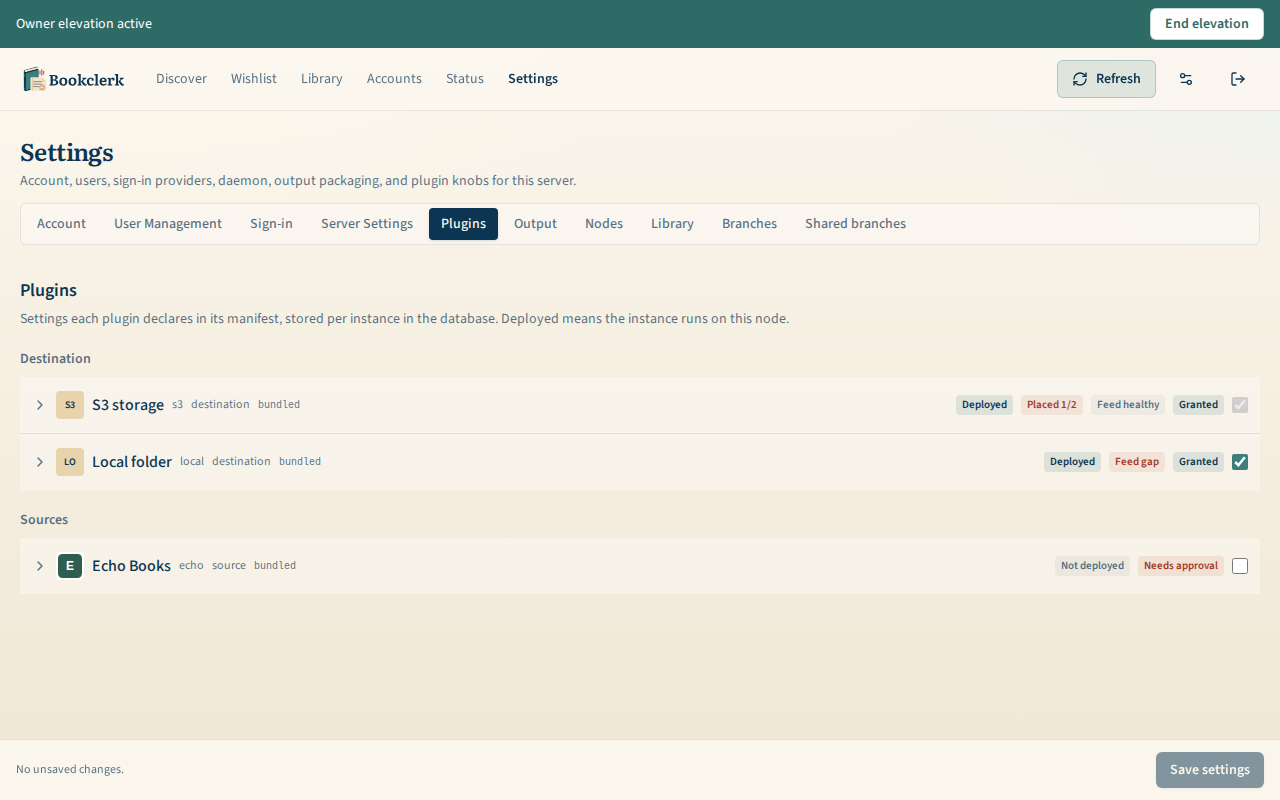 Owner elevation active
End elevation
Bookclerk
Discover
Wishlist
Library
Accounts
Status
Settings
Refresh
Settings
Account, users, sign-in providers, daemon, output packaging, and plugin knobs for this server.
Account
User Management
Sign-in
Server Settings
Plugins
Output
Nodes
Library
Branches
Shared branches
Plugins
Settings each plugin declares in its manifest, stored per instance in the database. Deployed means the instance runs on this node.
Destination
S3 S3 storage s3 destination bundled Deployed Placed 1/2 Feed healthy Granted
LO Local folder local destination bundled Deployed Feed gap Granted
Sources
E Echo Books echo source bundled Not deployed Needs approval
No unsaved changes.
Save settings